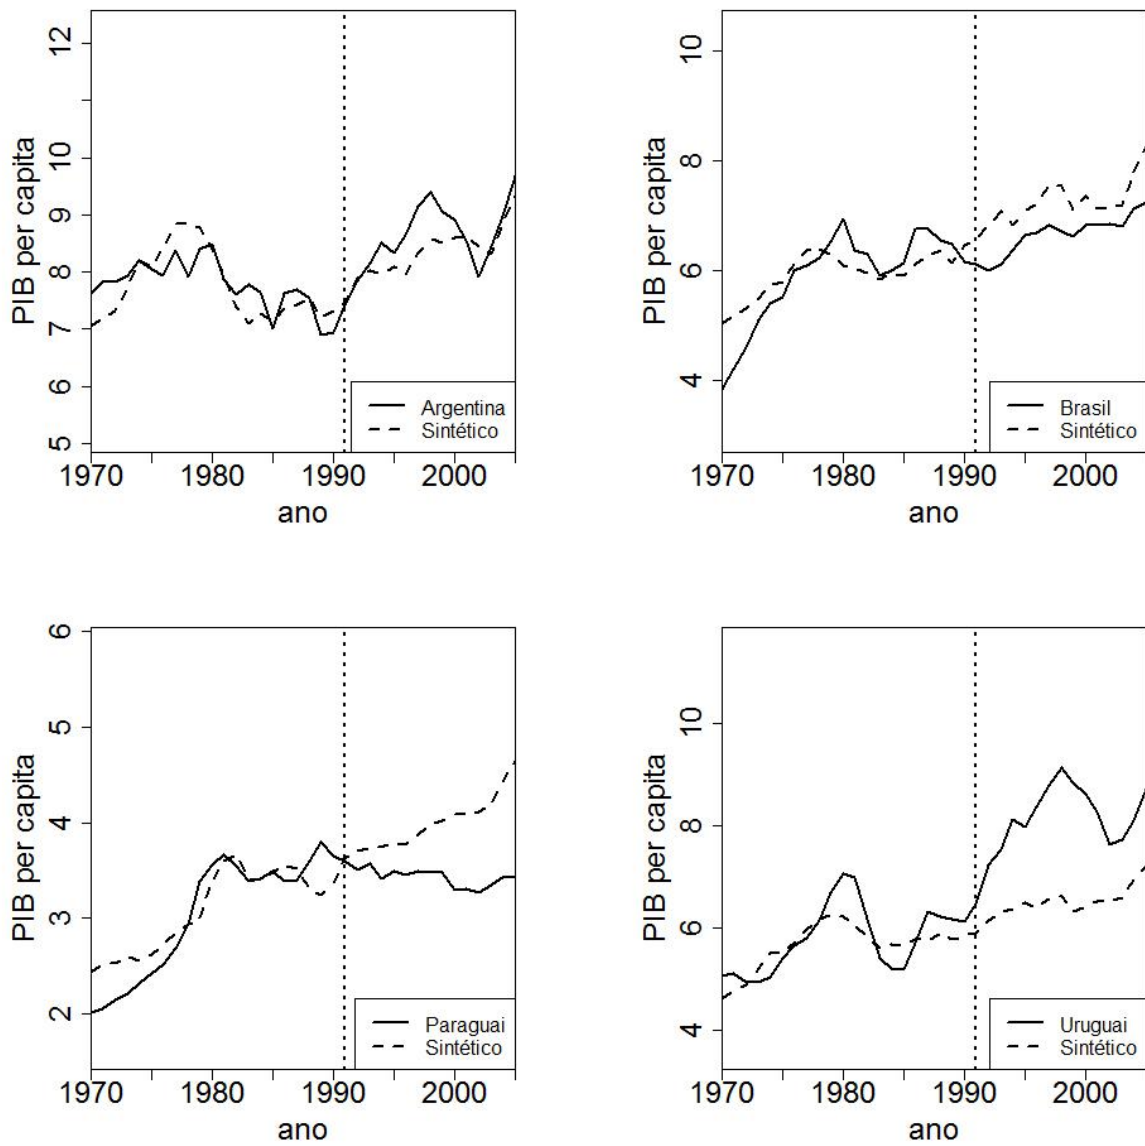 PIB per capita
12
10
9
8
7
6
5
Argentina
Sintético
1970 1980 1990 2000
ano
PIB per capita
10
8
6
4
Brasil
Sintético
1970 1980 1990 2000
ano
PIB per capita
6
5
4
3
2
Paraguai
Sintético
1970 1980 1990 2000
ano
PIB per capita
10
8
6
4
Uruguai
Sintético
1970 1980 1990 2000
ano